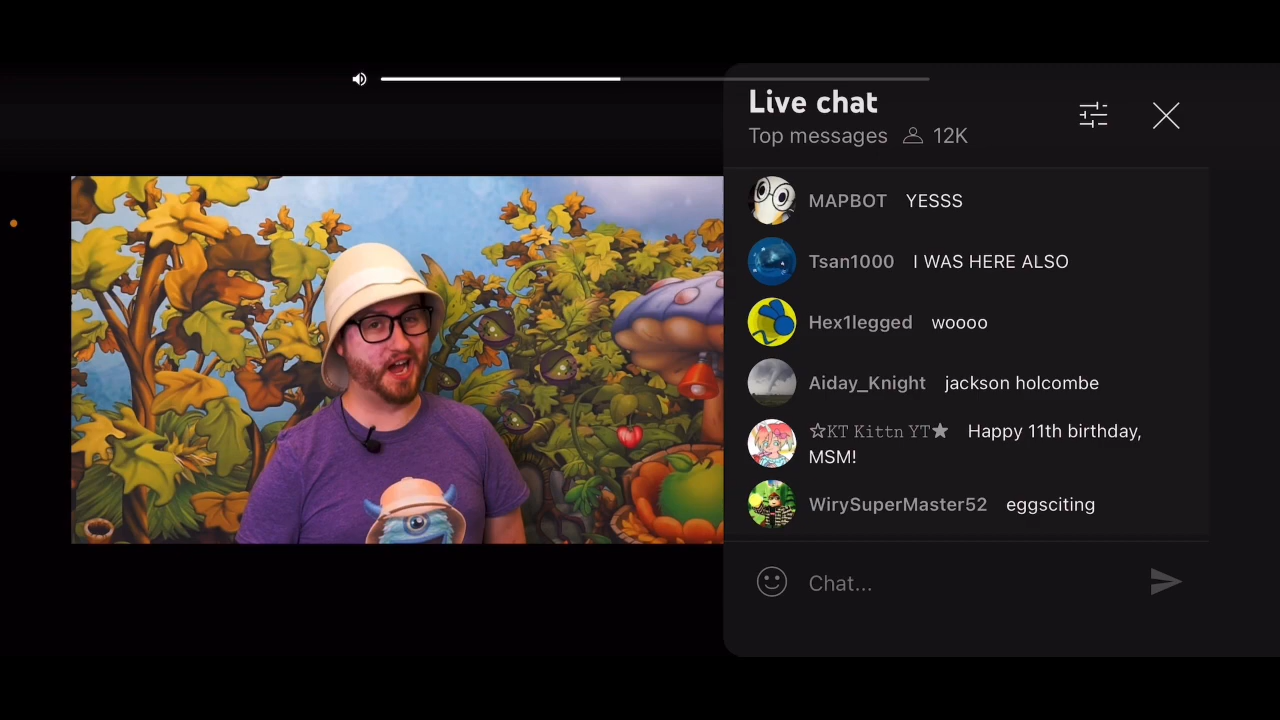 Live chat
Top messages 12K
MAPBOT YESSS
Tsan1000 I WAS HERE ALSO
Hex1legged woooo
Aiday_Knight jackson holcombe
☆KT Kittn YT★ Happy 11th birthday,
MSM!
WirySuperMaster52 eggsciting
Chat...